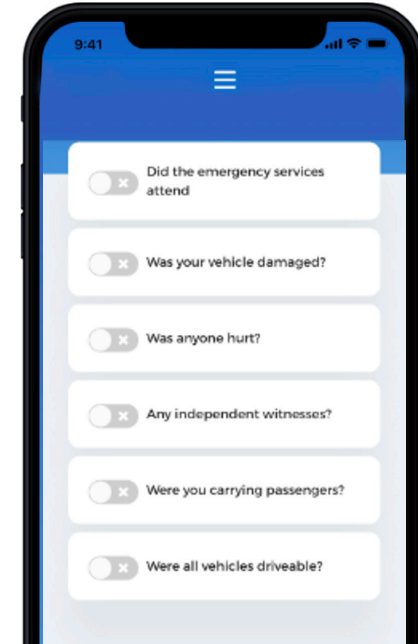 9:41
Did the emergency services
attend
Was your vehicle damaged?
Was anyone hurt?
Any independent witnesses?
Were you carrying passengers?
Were all vehicles driveable?